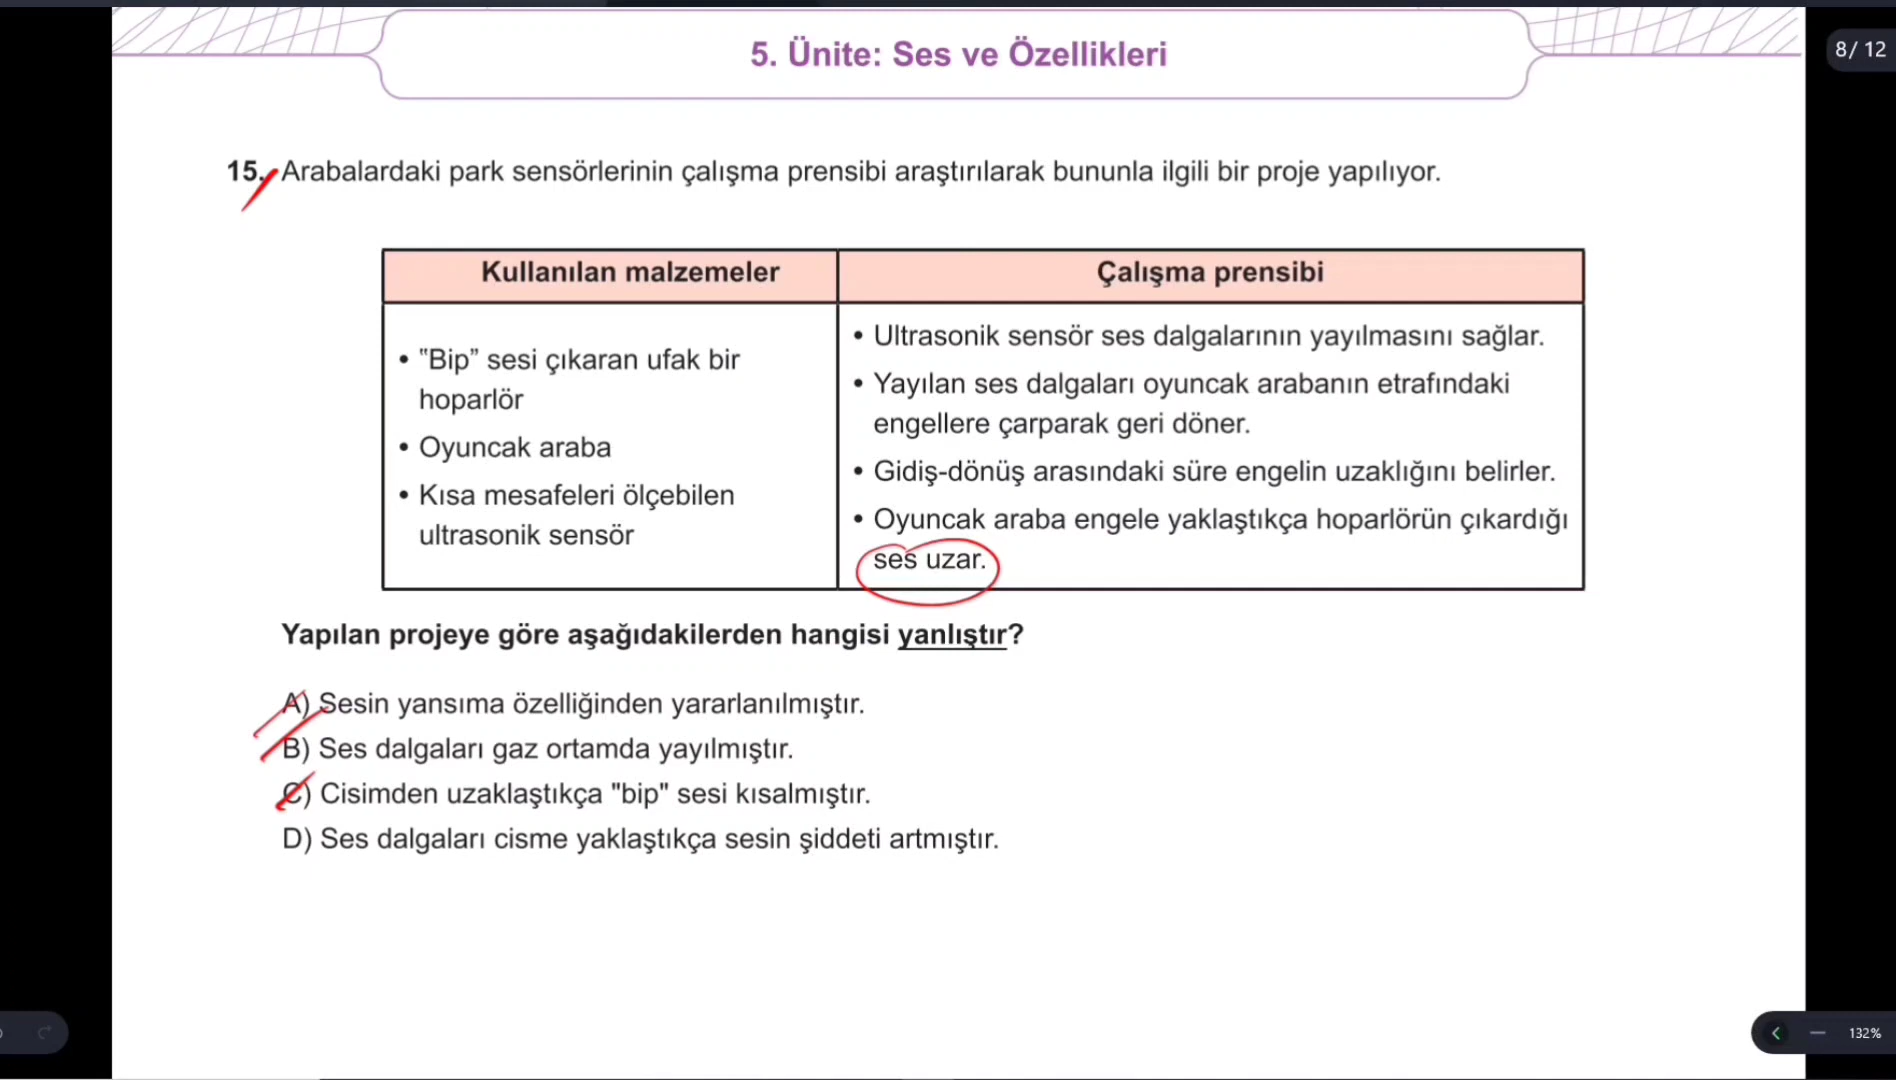 5. Ünite: Ses ve Özellikleri
8/ 12
15. Arabalardaki park sensörlerinin çalışma prensibi araştırılarak bununla ilgili bir proje yapılıyor.
Kullanılan malzemeler
• "Bip" sesi çıkaran ufak bir
hoparlör
• Oyuncak araba
• Kısa mesafeleri ölçebilen
ultrasonik sensör
Çalışma prensibi
• Ultrasonik sensör ses dalgalarının yayılmasını sağlar.
• Yayılan ses dalgaları oyuncak arabanın etrafındaki
engellere çarparak geri döner.
• Gidiş-dönüş arasındaki süre engelin uzaklığını belirler.
• Oyuncak araba engele yaklaştıkça hoparlörün çıkardığı
ses uzar.
Yapılan projeye göre aşağıdakilerden hangisi yanlıştır?
A) Sesin yansıma özelliğinden yararlanılmıştır.
B) Ses dalgaları gaz ortamda yayılmıştır.
C) Cisimden uzaklaştıkça "bip" sesi kısalmıştır.
D) Ses dalgaları cisme yaklaştıkça sesin şiddeti artmıştır.
132%